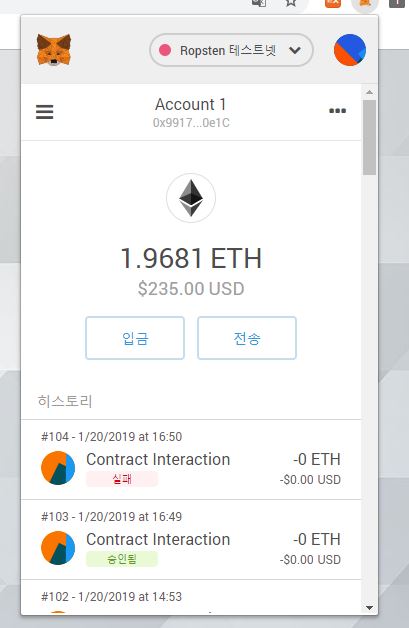 Ropsten 테스트넷
Account 1
0x9917...0e1C
1.9681 ETH
$235.00 USD
입금
전송
히스토리
#104 - 1/20/2019 at 16:50
Contract Interaction
-0 ETH
실패
-$0.00 USD
#103 - 1/20/2019 at 16:49
Contract Interaction
-0 ETH
승인됨
-$0.00 USD
#102 - 1/20/2019 at 14:53